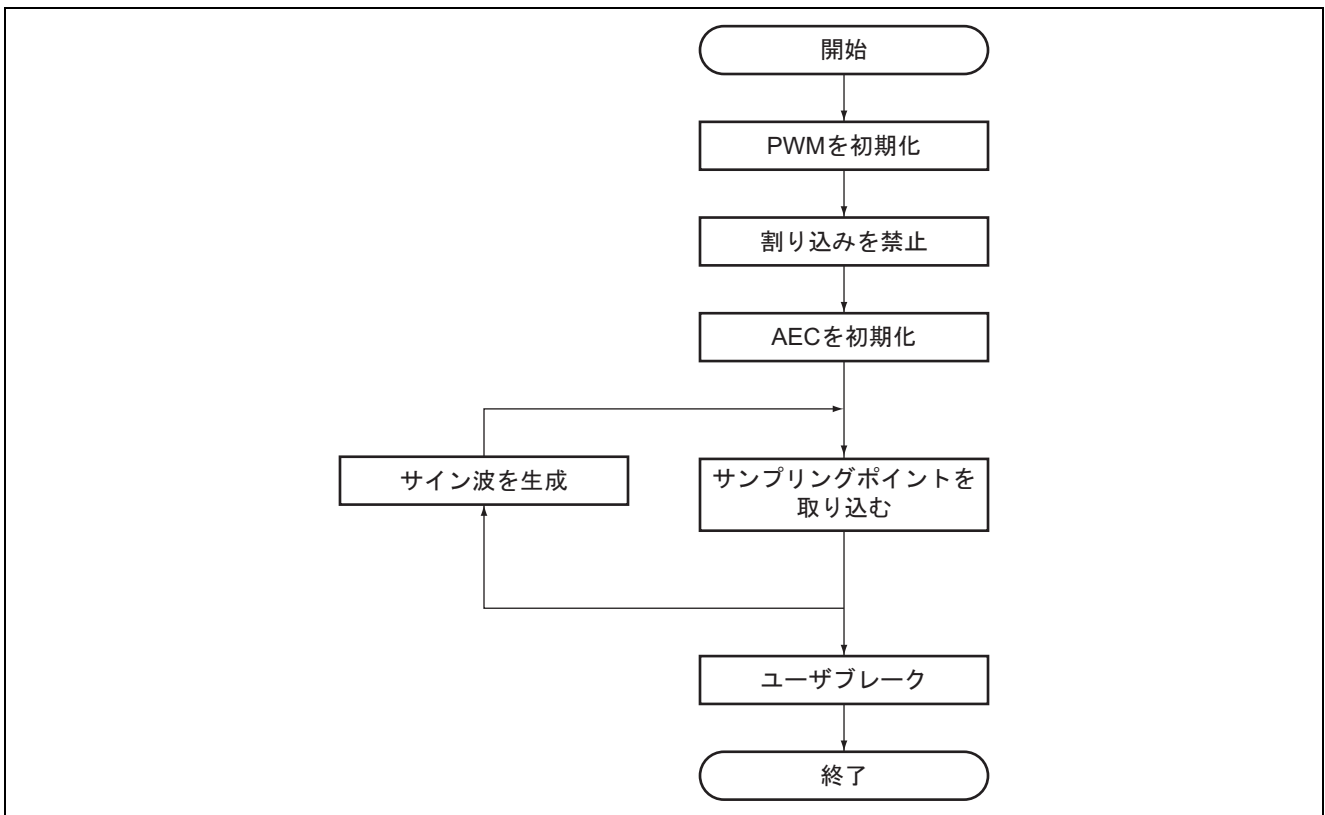 開始
PWMを初期化
割り込みを禁止
AECを初期化
サイン波を生成
サンプリングポイントを
取り込む
ユーザブレーク
終了